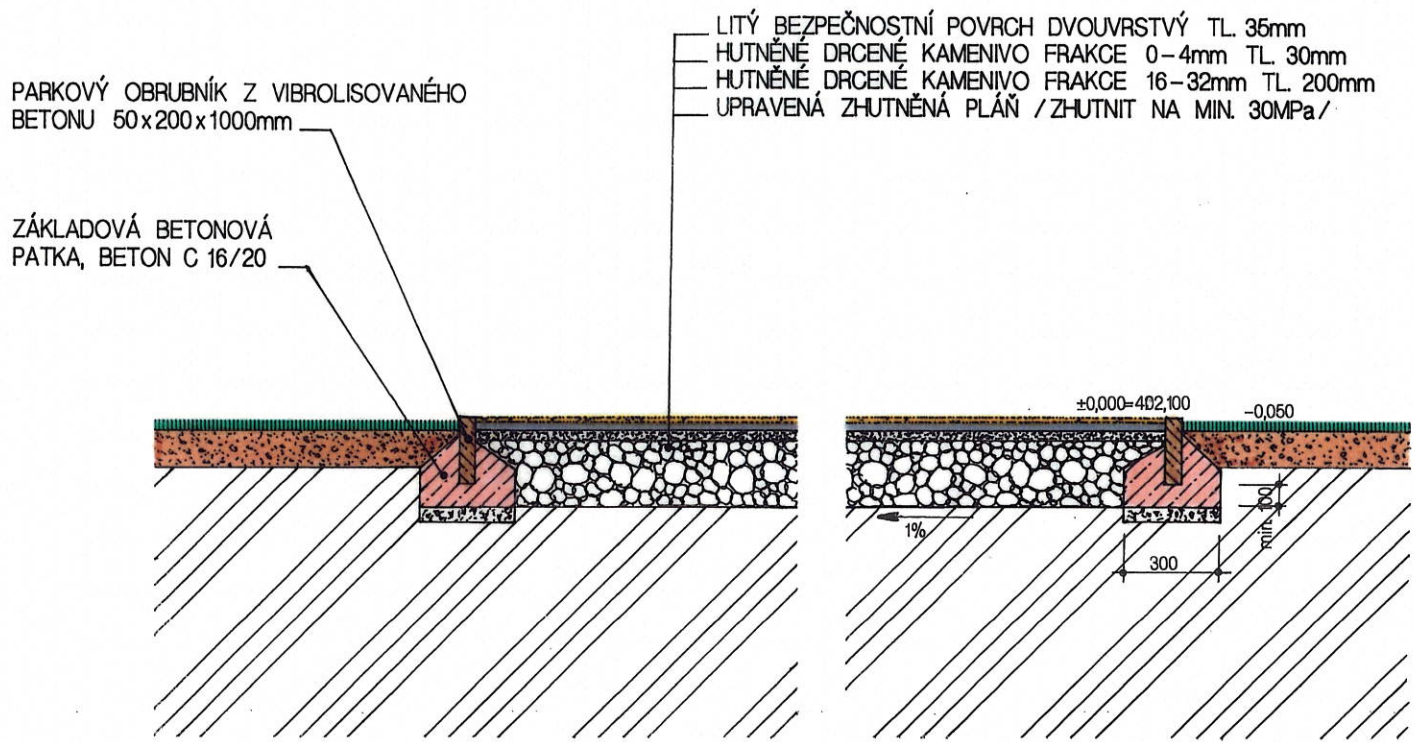 LITÝ BEZPEČNOSTNÍ POVRCH DVOUVRSTVÝ TL. 35mm
HUTNĚNÉ DRCENÉ KAMENIVO FRAKCE 0-4mm TL. 30mm
HUTNĚNÉ DRCENÉ KAMENIVO FRAKCE 16-32mm TL. 200mm
UPRAVENÁ ZHUTNĚNÁ PLÁŇ /ZHUTNIT NA MIN. 30MPa/
PARKOVÝ OBRUBNÍK Z VIBROLISOVANÉHO
BETONU 50x200x1000mm
ZÁKLADOVÁ BETONOVÁ
PATKA, BETON C 16/20
±0,000=402,100
-0,050
1%
min. 100
300